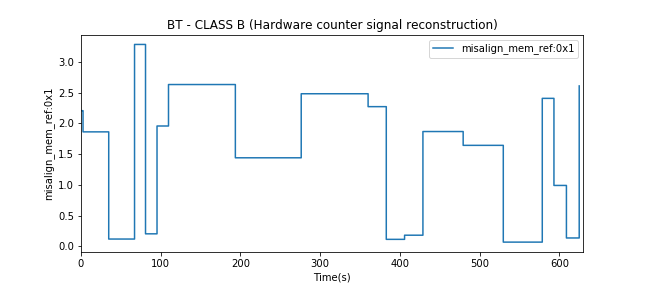 BT - CLASS B (Hardware counter signal reconstruction)
misalign_mem_ref:0x1
3.0
2.5
2.0
1.5
1.0
0.5
0.0
misalign_mem_ref:0x1
0 100 200 300 400 500 600
Time(s)